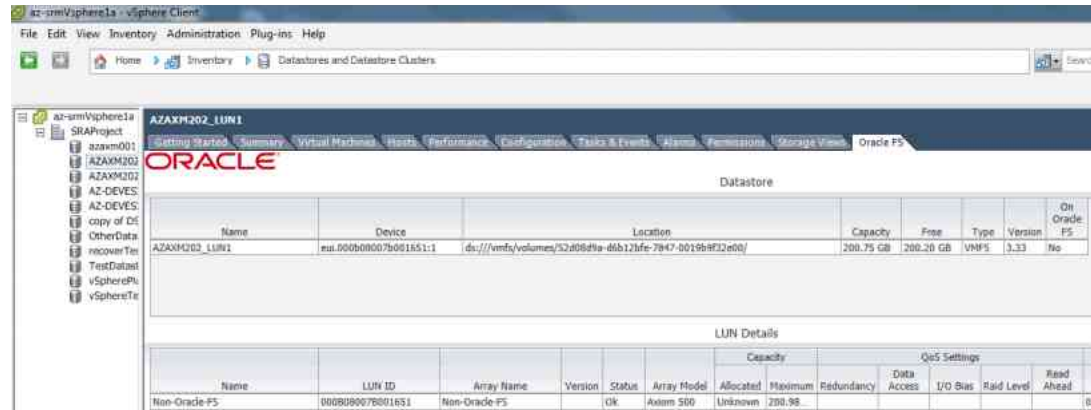 az-srmVsphere1a - vSphere Client
File Edit View Inventory Administration Plug-ins Help
Home Inventory Datastores and Datastore Clusters
az-srmVsphere1a
SRAProject
azaxm001
AZAXM202
AZAXM202
AZ-DEVES
AZ-DEVES
copy of DS
OtherData
recoverTes
TestDatast
vSpherePlu
vSphereTe
AZAXM202_LUN1
Getting Started Summary Virtual Machines Hosts Performance Configuration Tasks & Events Alarms Permissions Storage Views Oracle FS
ORACLE
Datastore
Name Device Location Capacity Free Type Version On Oracle FS
AZAXM202_LUN1 eui.000b08007b001651:1 ds:///vmfs/volumes/52d08d9a-d6b12bfe-7847-0019b9f32e00/ 200.75 GB 200.20 GB VMFS 3.33 No
LUN Details
Capacity QoS Settings
Name LUN ID Array Name Version Status Array Model Allocated Maximum Redundancy Data Access I/O Bias Raid Level Read Ahead
Non-Oracle-FS 000B08007B001651 Non-Oracle-FS Ok Axiom 500 Unknown 200.98...